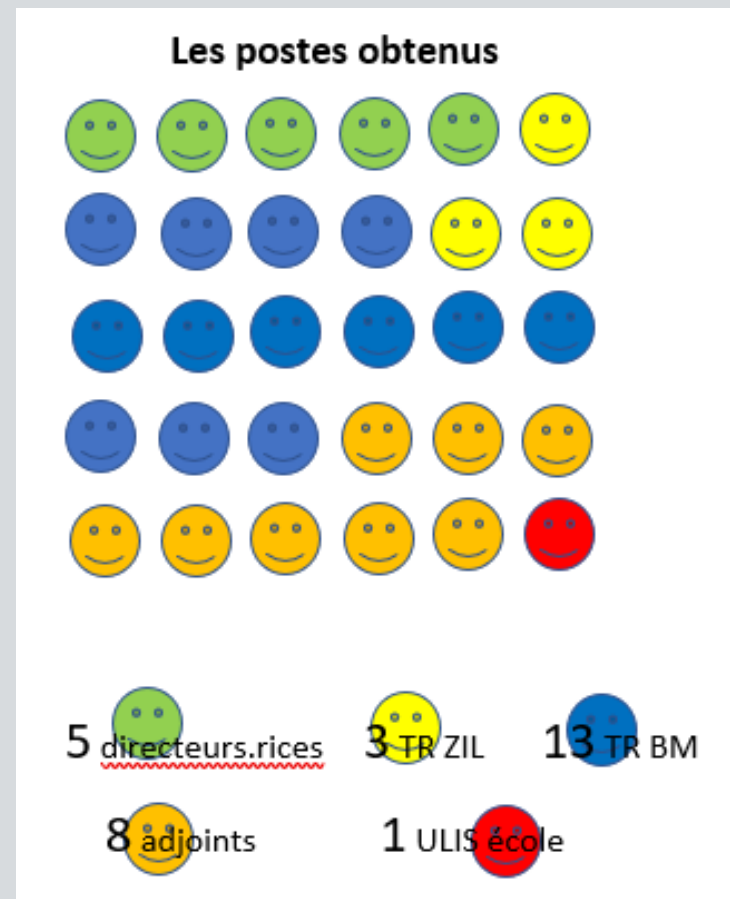 Les postes obtenus
5 directeurs.rices 3 TR ZIL 13 TR BM
8 adjoints 1 ULIS école